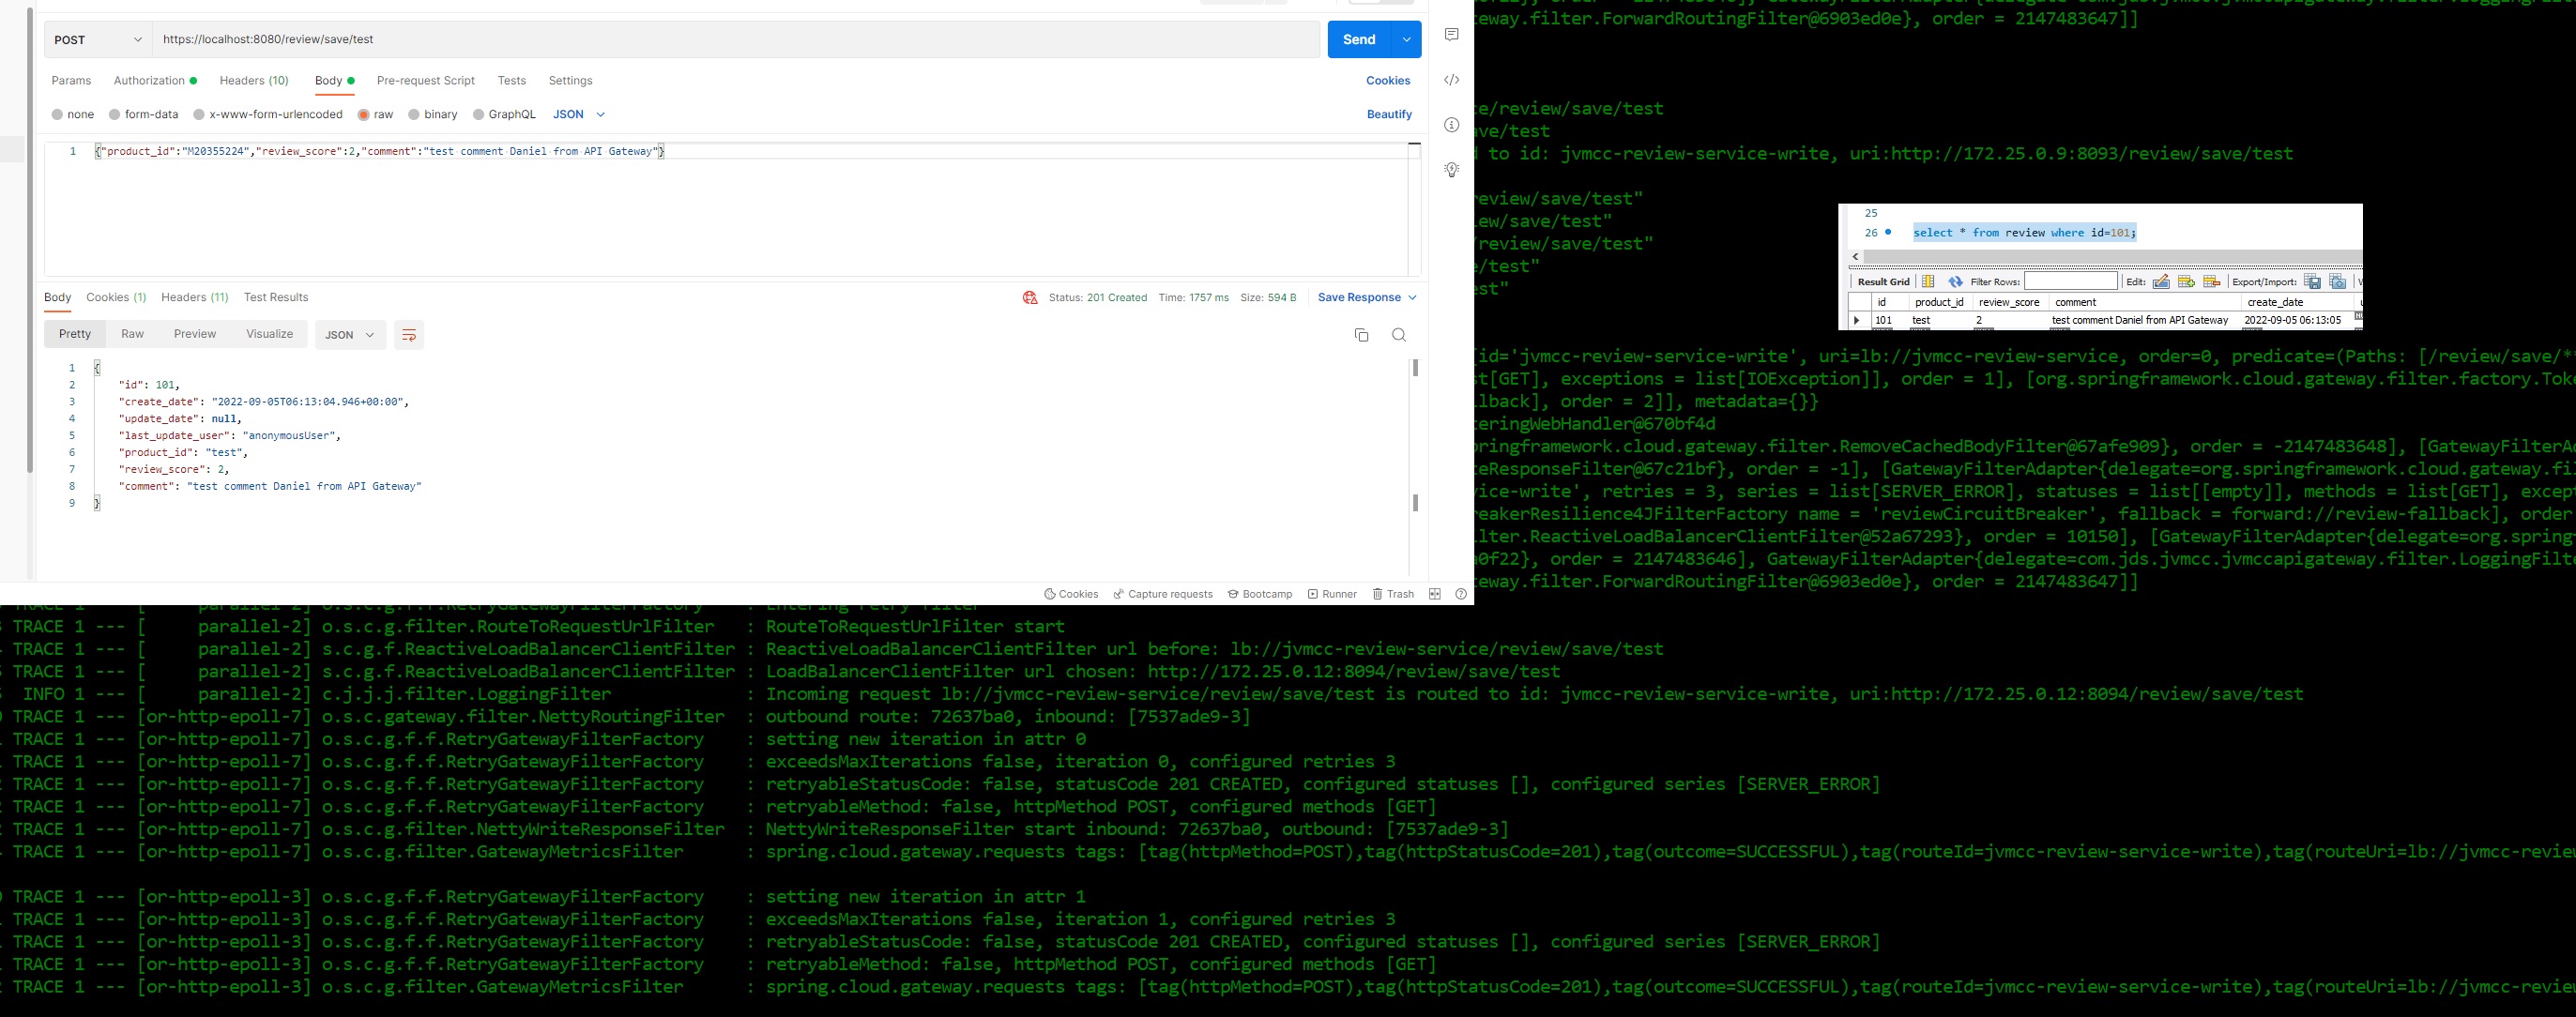 POST
https://localhost:8080/review/save/test
Send
Params Authorization Headers (10) Body Pre-request Script Tests Settings Cookies
none form-data x-www-form-urlencoded raw binary GraphQL JSON Beautify
1 {"product_id":"M20355224","review_score":2,"comment":"test comment Daniel from API Gateway"}
Body Cookies (1) Headers (11) Test Results Status: 201 Created Time: 1757 ms Size: 594 B Save Response
Pretty Raw Preview Visualize JSON
1 {
2 "id": 101,
3 "create_date": "2022-09-05T06:13:04.946+00:00",
4 "update_date": null,
5 "last_update_user": "anonymousUser",
6 "product_id": "test",
7 "review_score": 2,
8 "comment": "test comment Daniel from API Gateway"
9 }
Cookies Capture requests Bootcamp Runner Trash
eway.filter.ForwardRoutingFilter@6903ed0e}, order = 2147483647]]
e/review/save/test
ave/test
d to id: jvmcc-review-service-write, uri:http://172.25.0.9:8093/review/save/test
review/save/test"
ew/save/test"
/review/save/test"
e/test"
est"
25
26 select * from review where id=101;
Result Grid Filter Rows: Edit: Export/Import:
id product_id review_score comment create_date
101 test 2 test comment Daniel from API Gateway 2022-09-05 06:13:05
[id='jvmcc-review-service-write', uri=lb://jvmcc-review-service, order=0, predicate=(Paths: [/review/save/**
st[GET], exceptions = list[IOException]], order = 1], [org.springframework.cloud.gateway.filter.factory.Toke
lback], order = 2]], metadata={}}
teringWebHandler@670bf4d
pringframework.cloud.gateway.filter.RemoveCachedBodyFilter@67afe909}, order = -2147483648], [GatewayFilterAd
teResponseFilter@67c21bf}, order = -1], [GatewayFilterAdapter{delegate=org.springframework.cloud.gateway.fil
vice-write', retries = 3, series = list[SERVER_ERROR], statuses = list[[empty]], methods = list[GET], except
reakerResilience4JFilterFactory name = 'reviewCircuitBreaker', fallback = forward://review-fallback], order
lter.ReactiveLoadBalancerClientFilter@52a67293}, order = 10150], [GatewayFilterAdapter{delegate=org.spring
a0f22}, order = 2147483646], GatewayFilterAdapter{delegate=com.jds.jvmcc.jvmccapigateway.filter.LoggingFilte
eway.filter.ForwardRoutingFilter@6903ed0e}, order = 2147483647]]
TRACE 1 --- [ parallel-2] o.s.c.g.f.f.RetryGatewayFilterFactory : Entering retry-filter
TRACE 1 --- [ parallel-2] o.s.c.g.filter.RouteToRequestUrlFilter : RouteToRequestUrlFilter start
TRACE 1 --- [ parallel-2] s.c.g.f.ReactiveLoadBalancerClientFilter : ReactiveLoadBalancerClientFilter url before: lb://jvmcc-review-service/review/save/test
TRACE 1 --- [ parallel-2] s.c.g.f.ReactiveLoadBalancerClientFilter : LoadBalancerClientFilter url chosen: http://172.25.0.12:8094/review/save/test
INFO 1 --- [ parallel-2] c.j.j.j.filter.LoggingFilter : Incoming request lb://jvmcc-review-service/review/save/test is routed to id: jvmcc-review-service-write, uri:http://172.25.0.12:8094/review/save/test
TRACE 1 --- [or-http-epoll-7] o.s.c.gateway.filter.NettyRoutingFilter : outbound route: 72637ba0, inbound: [7537ade9-3]
TRACE 1 --- [or-http-epoll-7] o.s.c.g.f.f.RetryGatewayFilterFactory : setting new iteration in attr 0
TRACE 1 --- [or-http-epoll-7] o.s.c.g.f.f.RetryGatewayFilterFactory : exceedsMaxIterations false, iteration 0, configured retries 3
TRACE 1 --- [or-http-epoll-7] o.s.c.g.f.f.RetryGatewayFilterFactory : retryableStatusCode: false, statusCode 201 CREATED, configured statuses [], configured series [SERVER_ERROR]
TRACE 1 --- [or-http-epoll-7] o.s.c.g.f.f.RetryGatewayFilterFactory : retryableMethod: false, httpMethod POST, configured methods [GET]
TRACE 1 --- [or-http-epoll-7] o.s.c.g.filter.NettyWriteResponseFilter : NettyWriteResponseFilter start inbound: 72637ba0, outbound: [7537ade9-3]
TRACE 1 --- [or-http-epoll-7] o.s.c.g.filter.GatewayMetricsFilter : spring.cloud.gateway.requests tags: [tag(httpMethod=POST),tag(httpStatusCode=201),tag(outcome=SUCCESSFUL),tag(routeId=jvmcc-review-service-write),tag(routeUri=lb://jvmcc-review
TRACE 1 --- [or-http-epoll-3] o.s.c.g.f.f.RetryGatewayFilterFactory : setting new iteration in attr 1
TRACE 1 --- [or-http-epoll-3] o.s.c.g.f.f.RetryGatewayFilterFactory : exceedsMaxIterations false, iteration 1, configured retries 3
TRACE 1 --- [or-http-epoll-3] o.s.c.g.f.f.RetryGatewayFilterFactory : retryableStatusCode: false, statusCode 201 CREATED, configured statuses [], configured series [SERVER_ERROR]
TRACE 1 --- [or-http-epoll-3] o.s.c.g.f.f.RetryGatewayFilterFactory : retryableMethod: false, httpMethod POST, configured methods [GET]
TRACE 1 --- [or-http-epoll-3] o.s.c.g.filter.GatewayMetricsFilter : spring.cloud.gateway.requests tags: [tag(httpMethod=POST),tag(httpStatusCode=201),tag(outcome=SUCCESSFUL),tag(routeId=jvmcc-review-service-write),tag(routeUri=lb://jvmcc-review